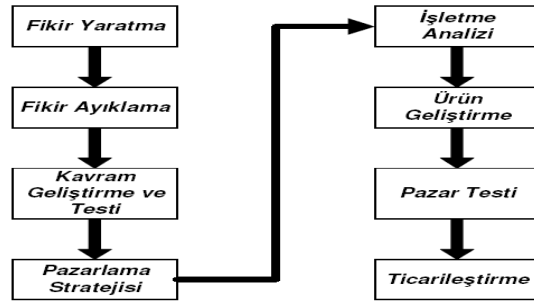 Fikir Yaratma
Fikir Ayıklama
Kavram
Geliştirme ve
Testi
Pazarlama
Stratejisi
İşletme
Analizi
Ürün
Geliştirme
Pazar Testi
Ticarileştirme